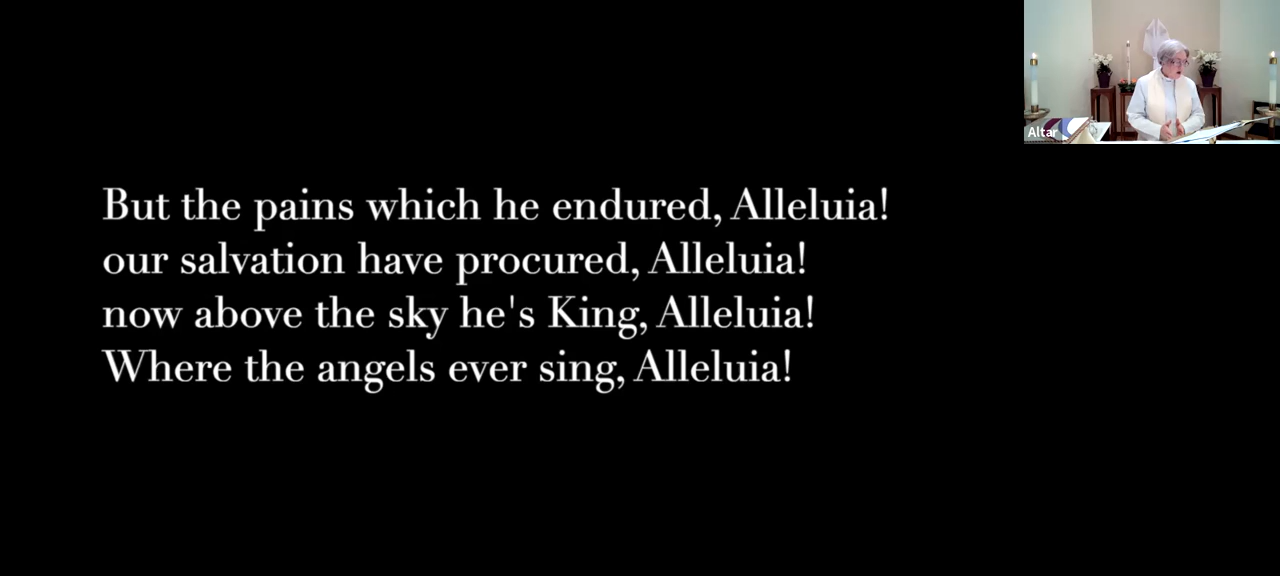 But the pains which he endured, Alleluia!
our salvation have procured, Alleluia!
now above the sky he's King, Alleluia!
Where the angels ever sing, Alleluia!
Altar